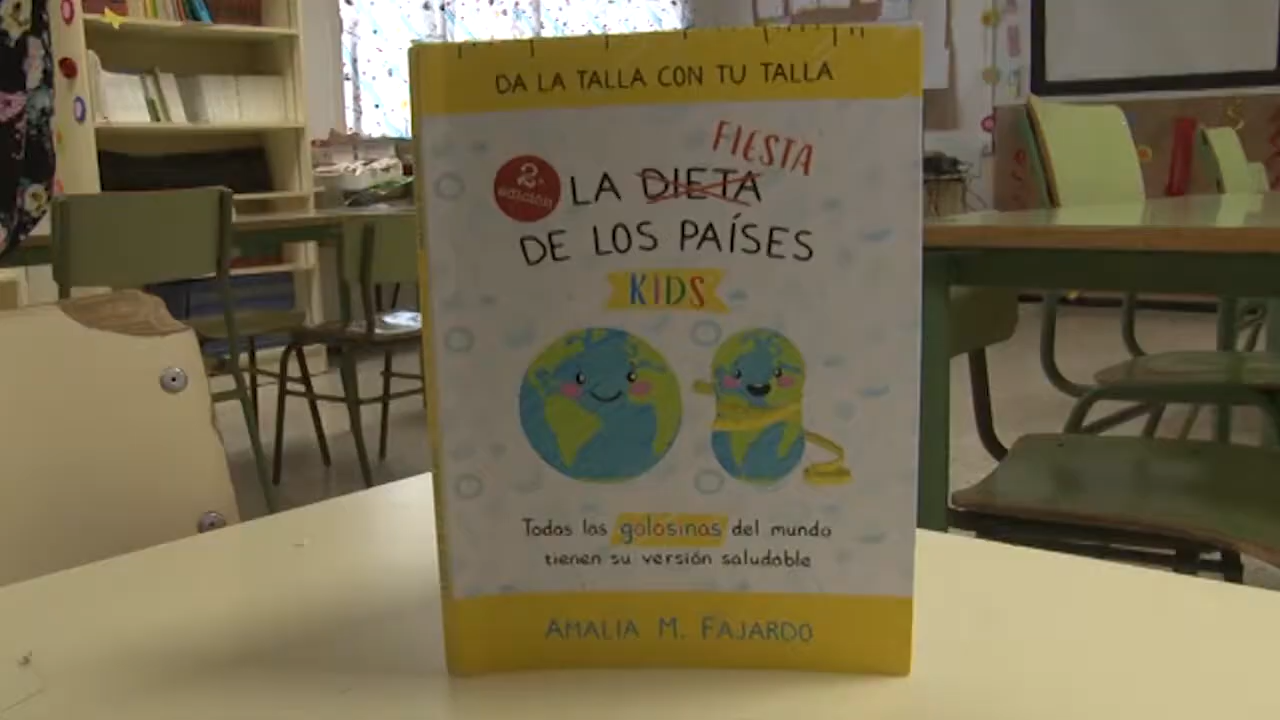 DA LA TALLA CON TU TALLA
FIESTA
2ª edición
LA DIETA
DE LOS PAÍSES
KIDS
Todas las golosinas del mundo
tienen su versión saludable
AMALIA M. FAJARDO